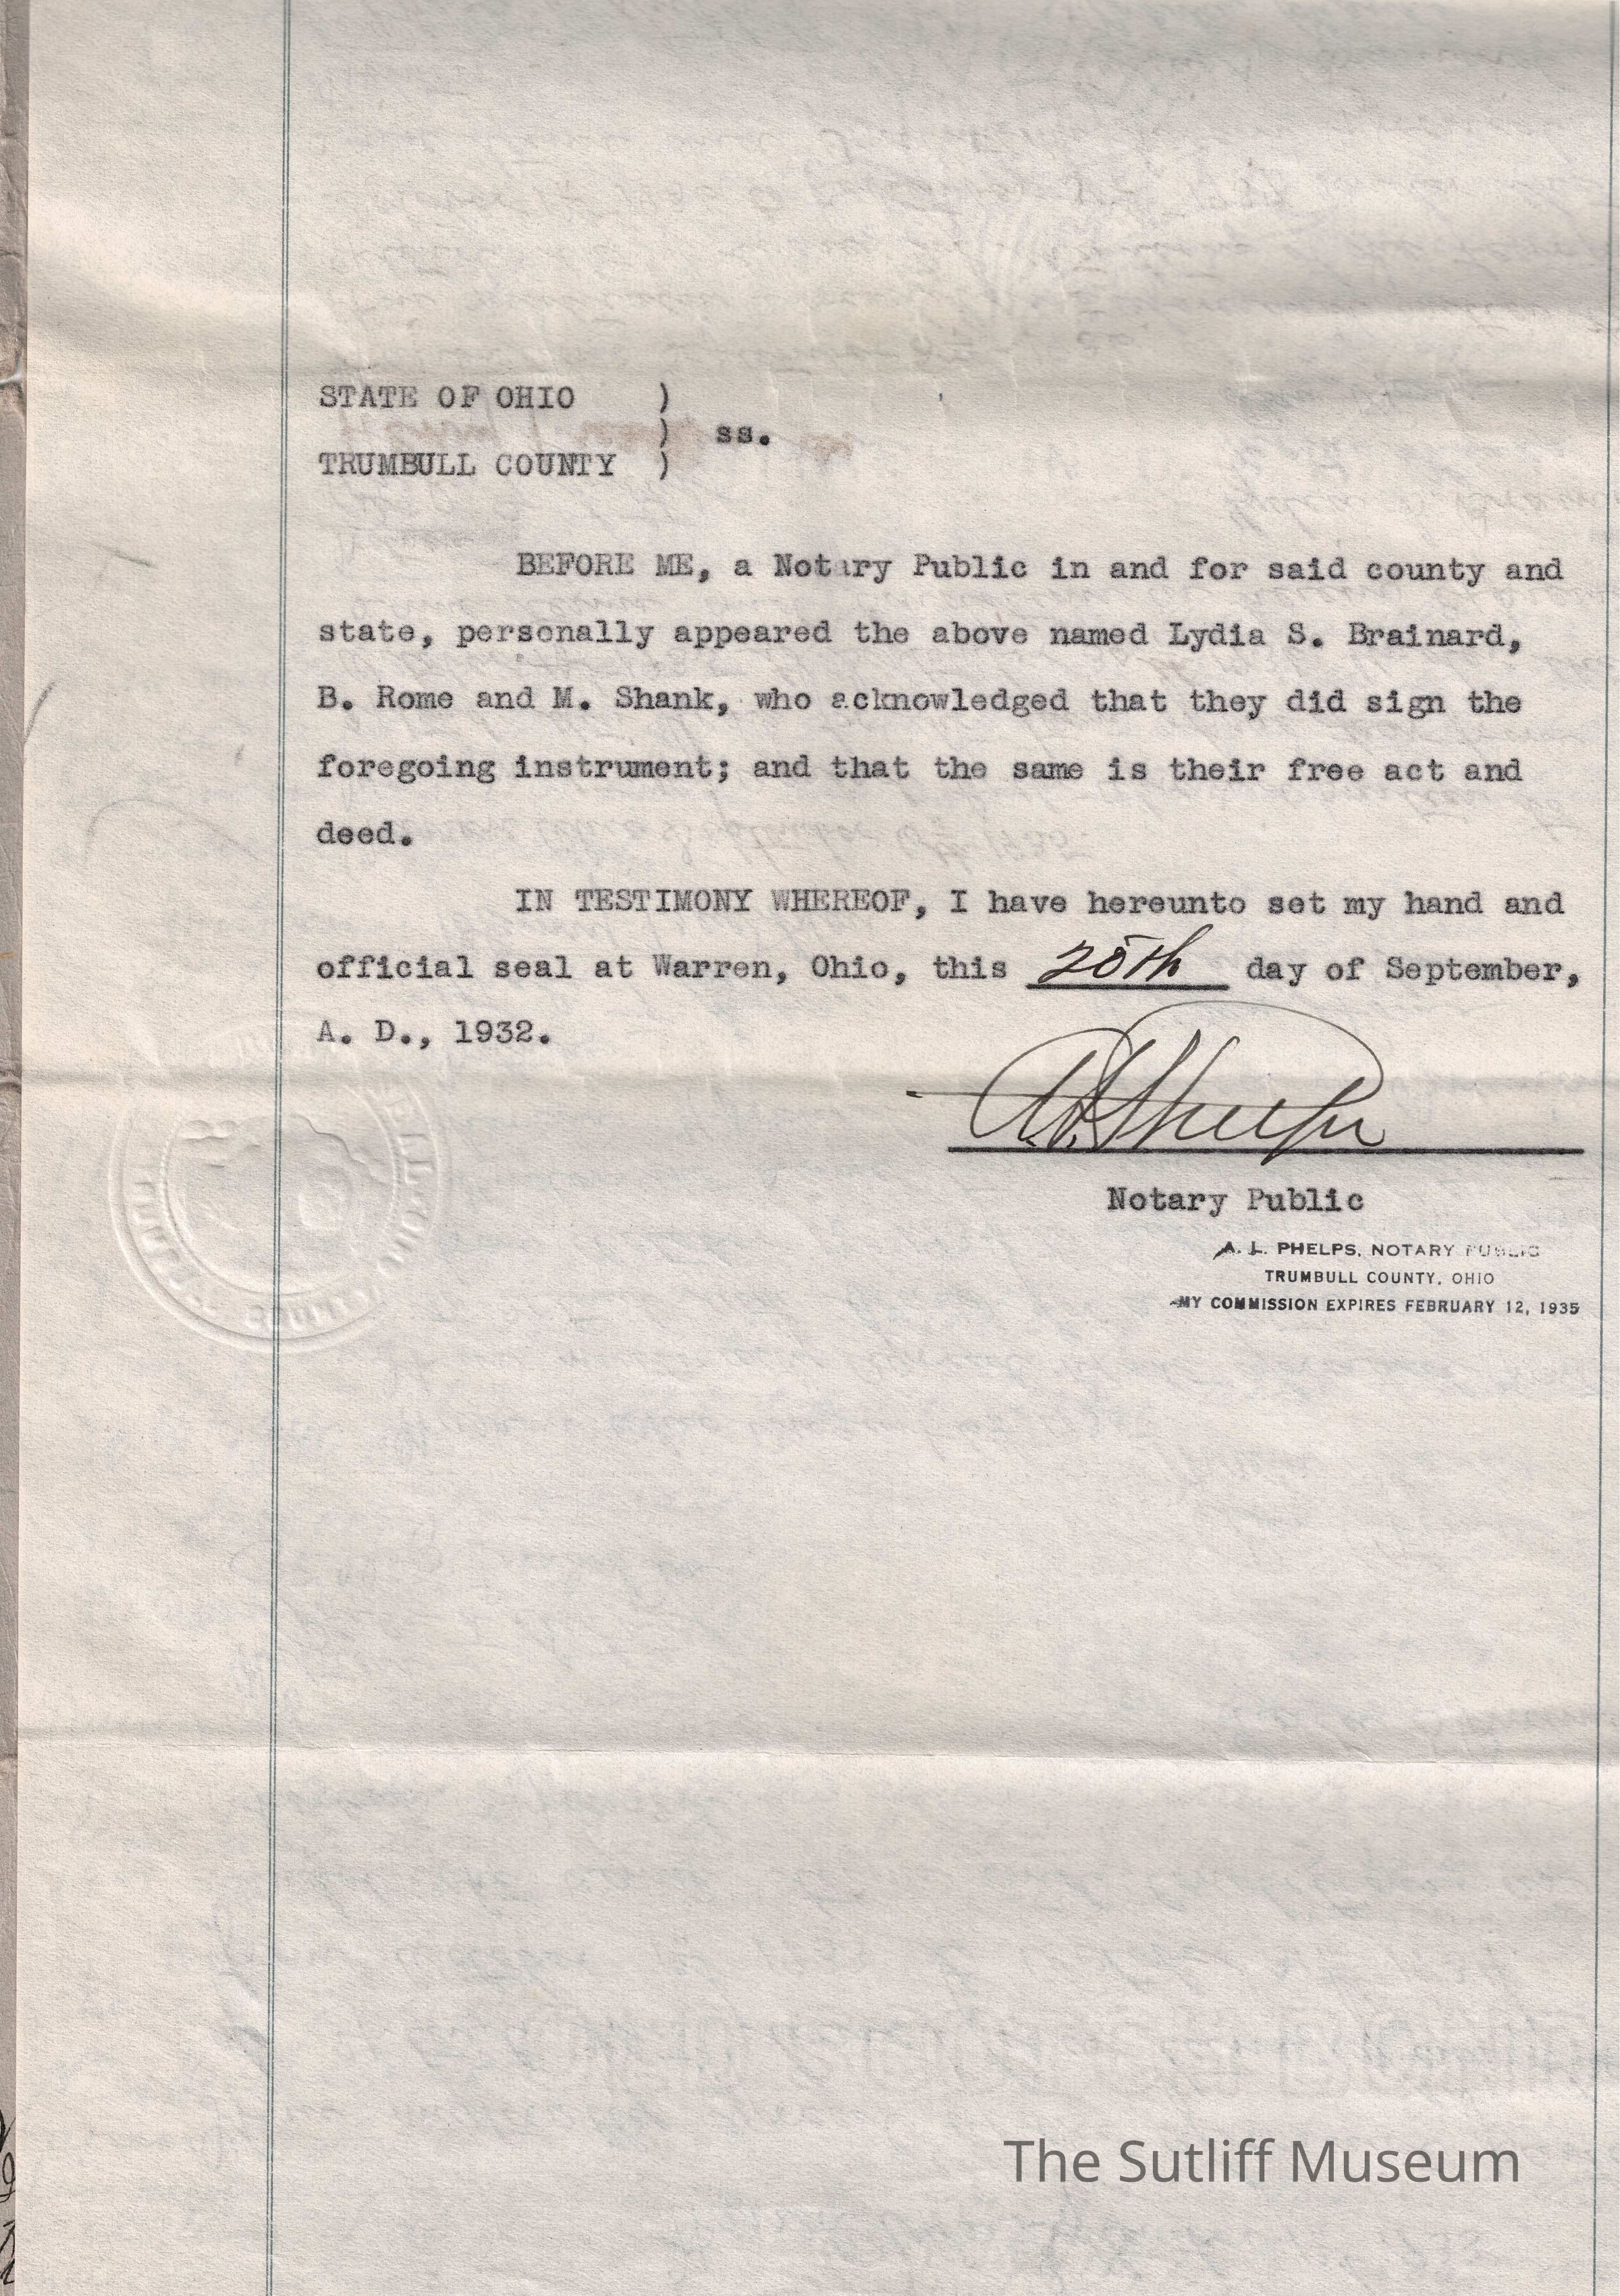 STATE OF OHIO )
) ss.
TRUMBULL COUNTY )
BEFORE ME, a Notary Public in and for said county and
state, personally appeared the above named Lydia S. Brainard,
B. Rome and M. Shank, who acknowledged that they did sign the
foregoing instrument; and that the same is their free act and
deed.
IN TESTIMONY WHEREOF, I have hereunto set my hand and
official seal at Warren, Ohio, this day of September,
A. D., 1932.
A. L. Phelps
Notary Public
A. L. PHELPS, NOTARY PUBLIC
TRUMBULL COUNTY, OHIO
MY COMMISSION EXPIRES FEBRUARY 12, 1935
The Sutliff Museum